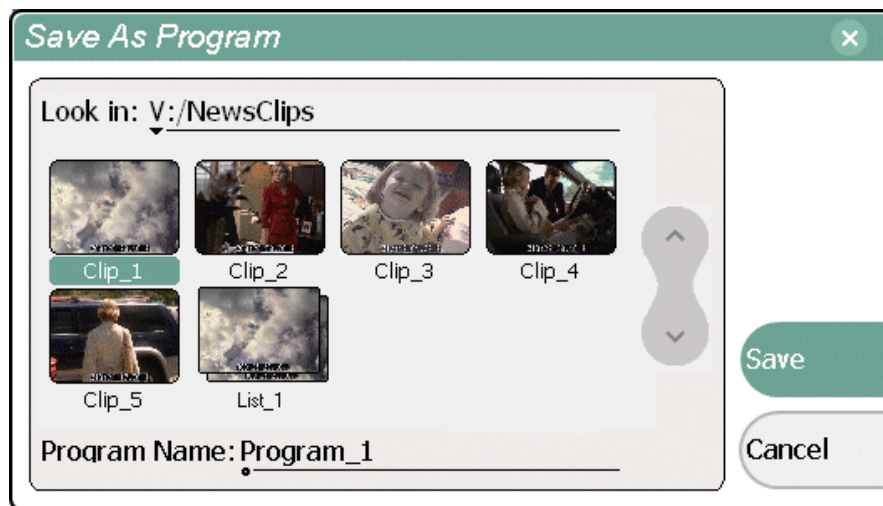 Save As Program
Look in: V:/NewsClips
Clip_1 Clip_2 Clip_3 Clip_4
Clip_5 List_1
Save
Program Name: Program_1
Cancel